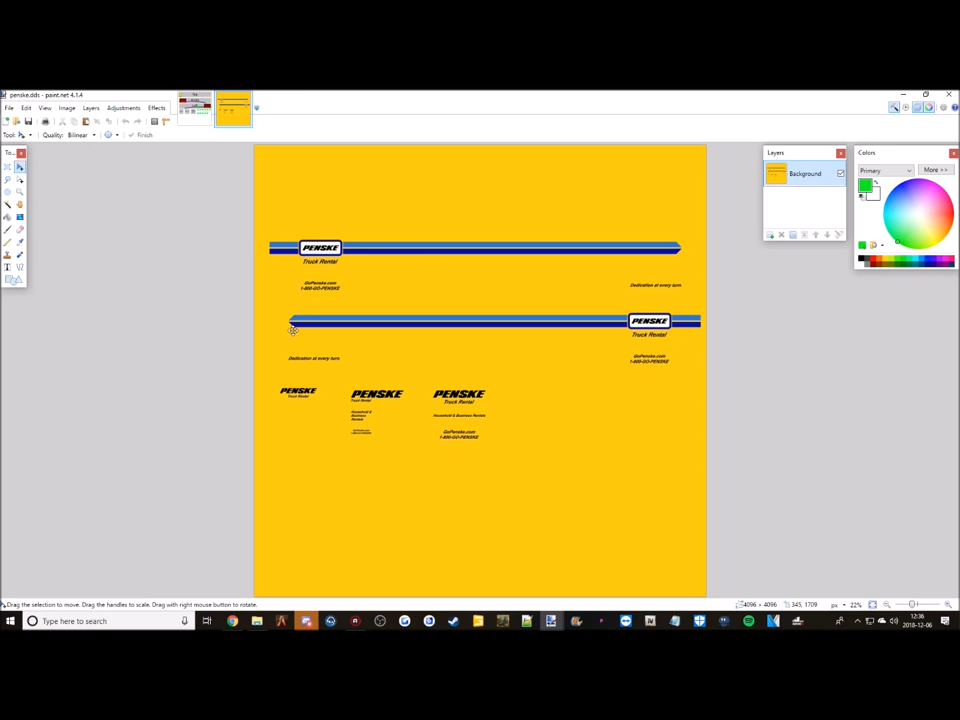 penske.dds - paint.net 4.1.4
File Edit View Image Layers Adjustments Effects
Tool: Quality: Bilinear Finish
To...
Layers
Background
Colors
Primary More >>
PENSKE
Truck Rental
GoPenske.com
1-800-GO-PENSKE
Dedication at every turn.
PENSKE
Truck Rental
Dedication at every turn.
GoPenske.com
1-800-GO-PENSKE
PENSKE
Truck Rental
PENSKE
Truck Rental
Household &
Business
Rentals
PENSKE
Truck Rental
Household & Business Rentals
GoPenske.com
1-800-GO-PENSKE
Drag the selection to move. Drag the handles to scale. Drag with right mouse button to rotate.
4096 × 4096 345, 1709 px 22%
Type here to search
12:36
2018-12-06